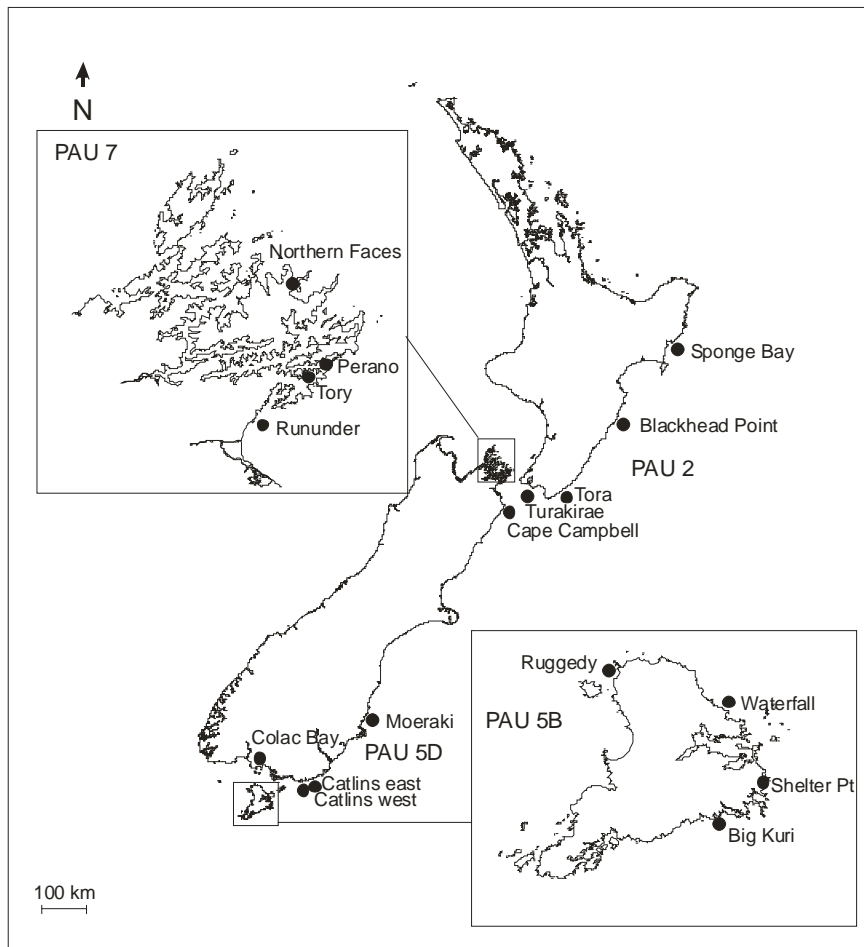 N
PAU 7
Northern Faces
Perano
Tory
Rununder
Sponge Bay
Blackhead Point
PAU 2
Tora
Turakirae
Cape Campbell
Ruggedy
Waterfall
PAU 5B
Shelter Pt
Big Kuri
Moeraki
Colac Bay
PAU 5D
Catlins east
Catlins west
100 km